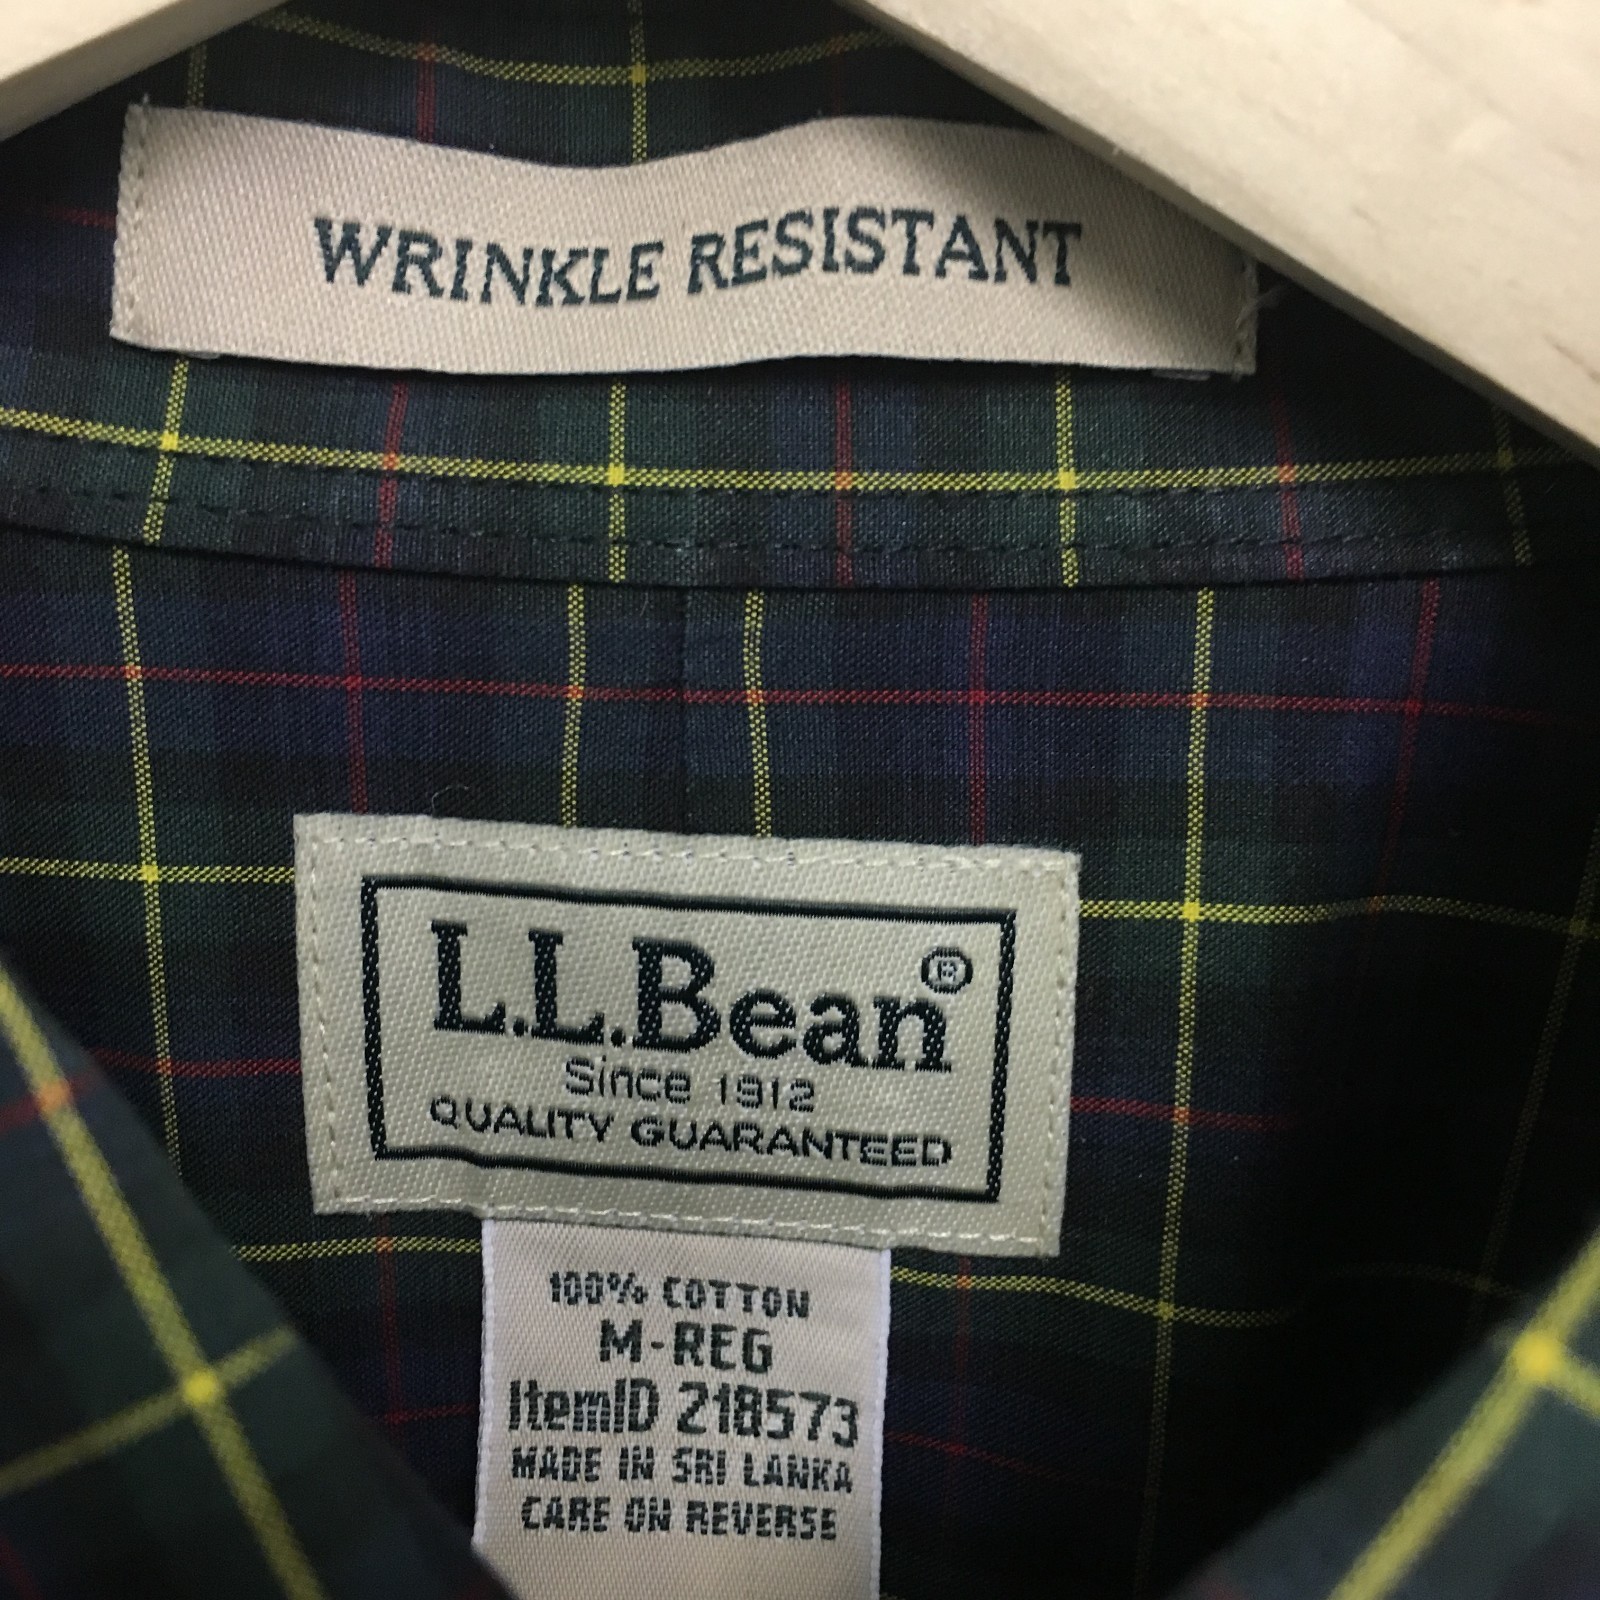 WRINKLE RESISTANT
L.L.Bean®
Since 1912
QUALITY GUARANTEED
100% COTTON
M-REG
ItemID 218573
MADE IN SRI LANKA
CARE ON REVERSE